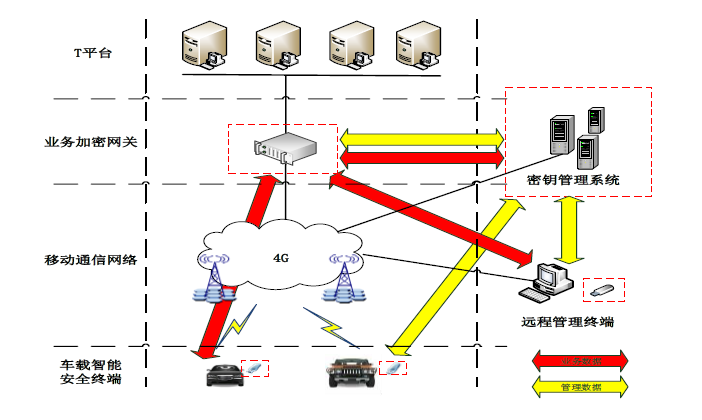 T平台
业务加密网关
密钥管理系统
移动通信网络
4G
远程管理终端
车载智能
安全终端
业务数据
管理数据